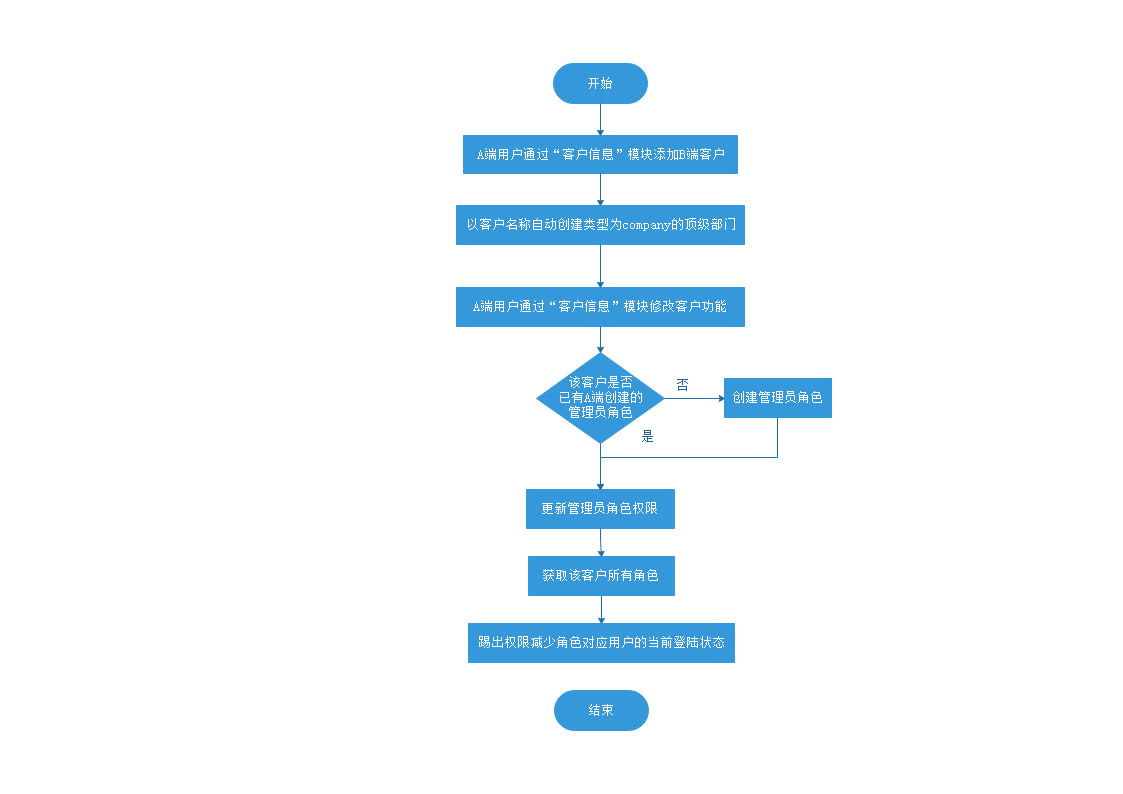 开始
A端用户通过“客户信息”模块添加B端客户
以客户名称自动创建类型为company的顶级部门
A端用户通过“客户信息”模块修改客户功能
该客户是否
已有A端创建的
管理员角色
否
创建管理员角色
是
更新管理员角色权限
获取该客户所有角色
踢出权限减少角色对应用户的当前登陆状态
结束